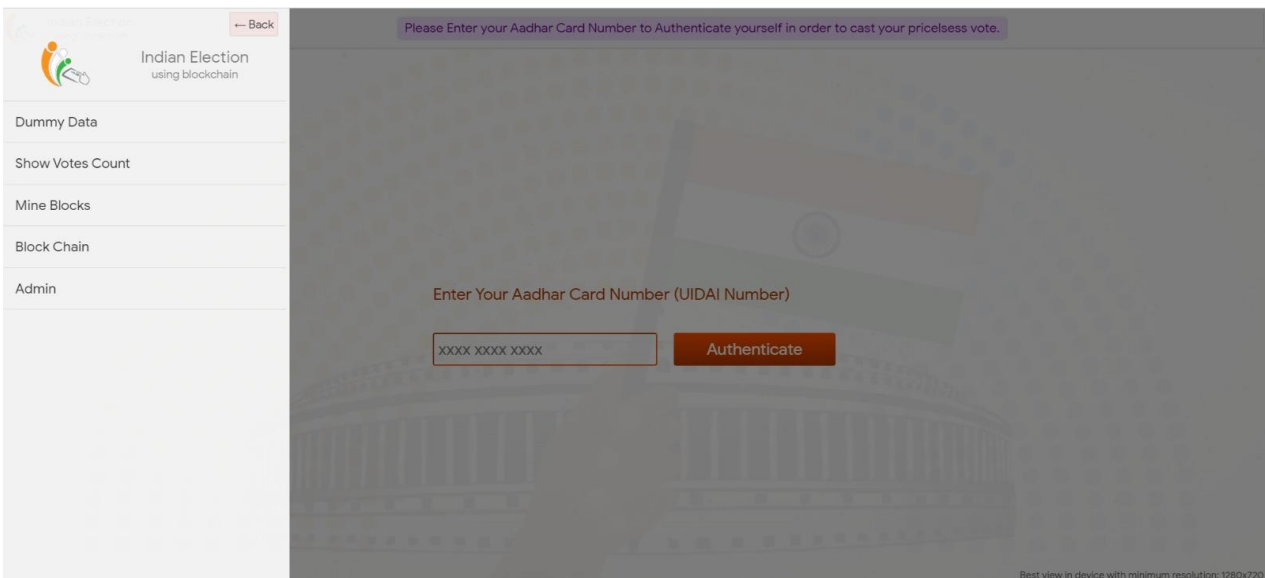 ← Back
Indian Election
using blockchain
Dummy Data
Show Votes Count
Mine Blocks
Block Chain
Admin
Please Enter your Aadhar Card Number to Authenticate yourself in order to cast your pricelsess vote.
Enter Your Aadhar Card Number (UIDAI Number)
XXXX XXXX XXXX
Authenticate
Best view in device with minimum resolution: 1280x720